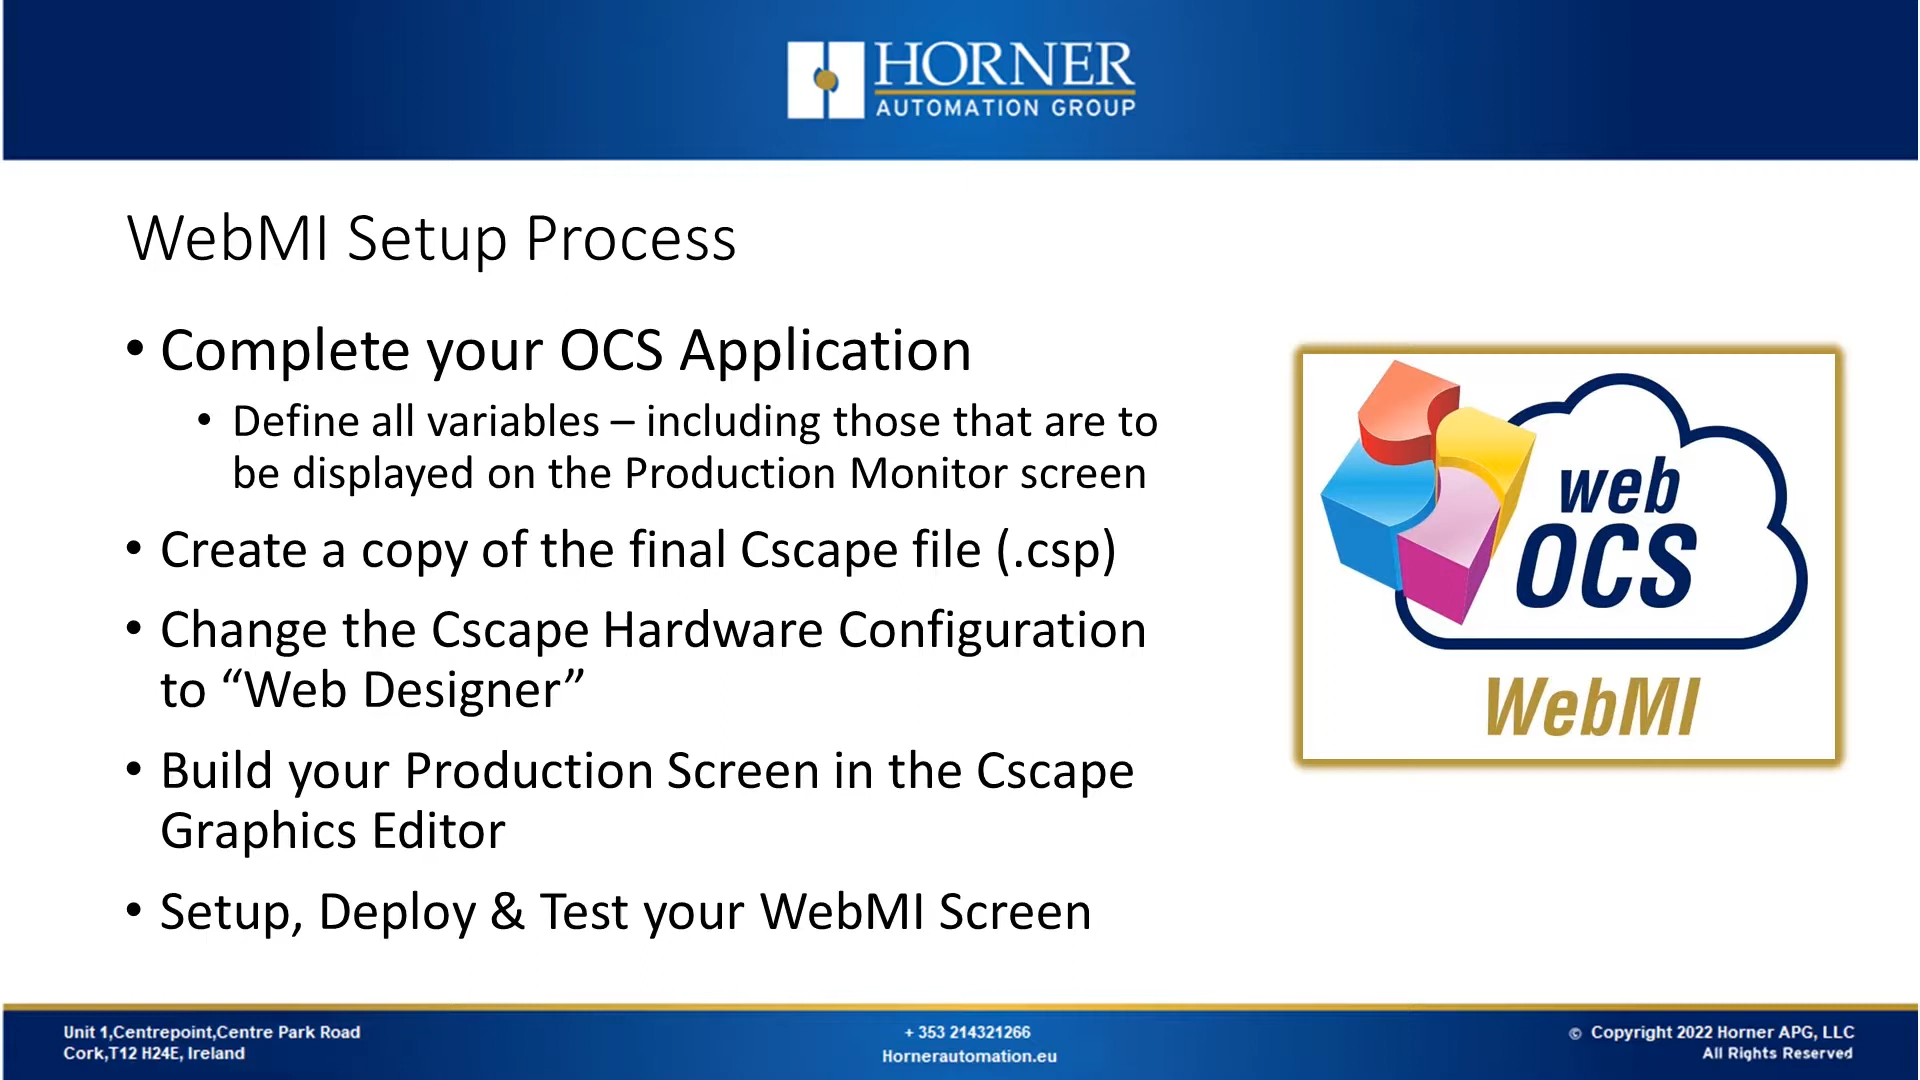 HORNER
AUTOMATION GROUP
WebMI Setup Process
• Complete your OCS Application
• Define all variables – including those that are to
be displayed on the Production Monitor screen
• Create a copy of the final Cscape file (.csp)
• Change the Cscape Hardware Configuration
to “Web Designer”
• Build your Production Screen in the Cscape
Graphics Editor
• Setup, Deploy & Test your WebMI Screen
web
OCS
WebMI
Unit 1,Centrepoint,Centre Park Road
Cork,T12 H24E, Ireland
+ 353 214321266
Hornerautomation.eu
© Copyright 2022 Horner APG, LLC
All Rights Reserved